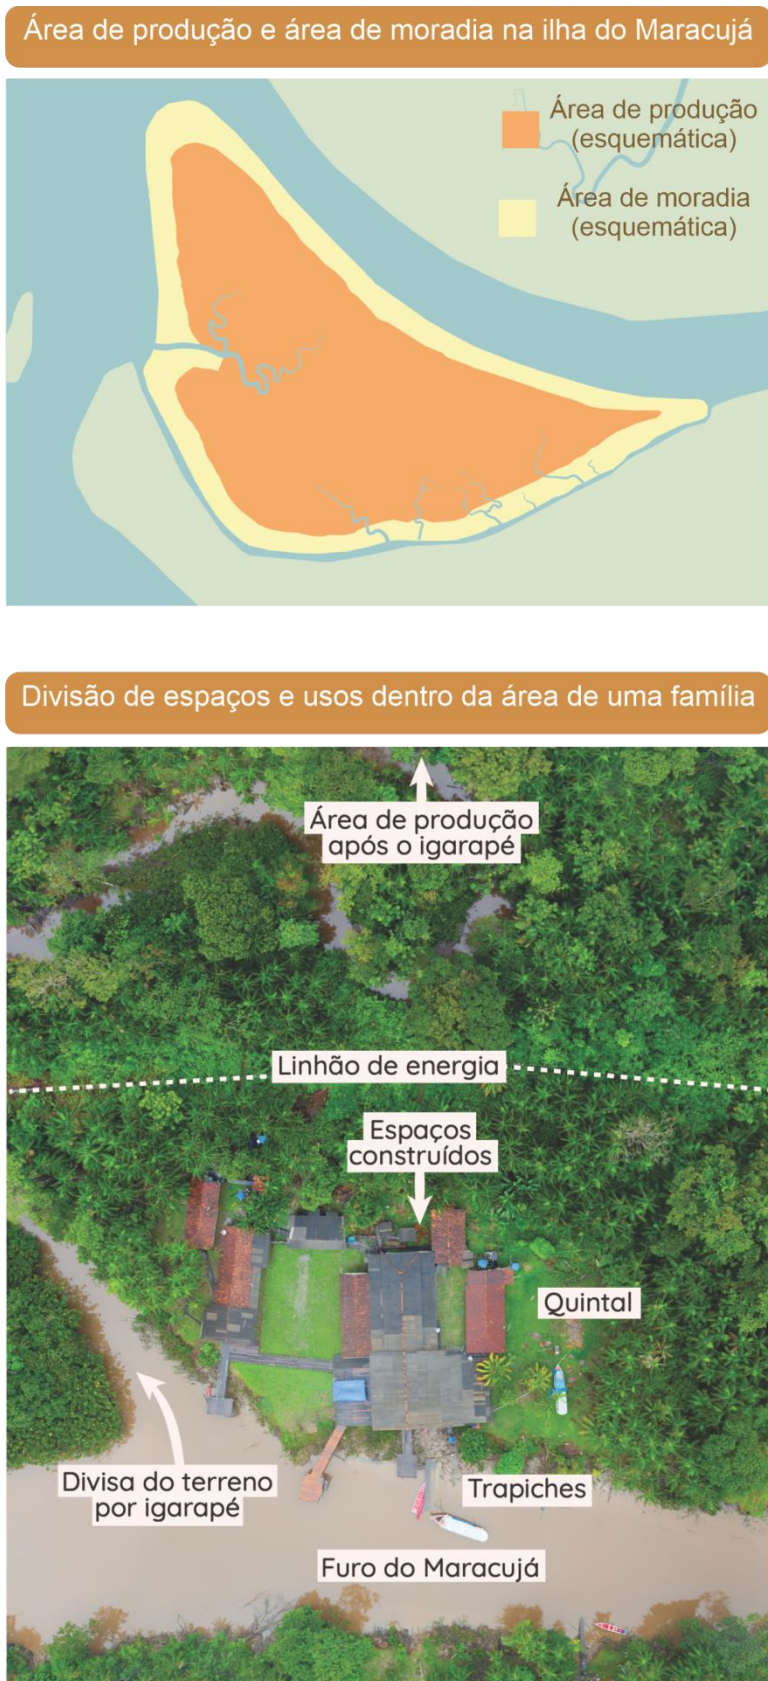 Área de produção e área de moradia na ilha do Maracujá
Área de produção
(esquemática)
Área de moradia
(esquemática)
Divisão de espaços e usos dentro da área de uma família
Área de produção
após o igarapé
Linhão de energia
Espaços
construídos
Quintal
Divisa do terreno
por igarapé
Trapiches
Furo do Maracujá